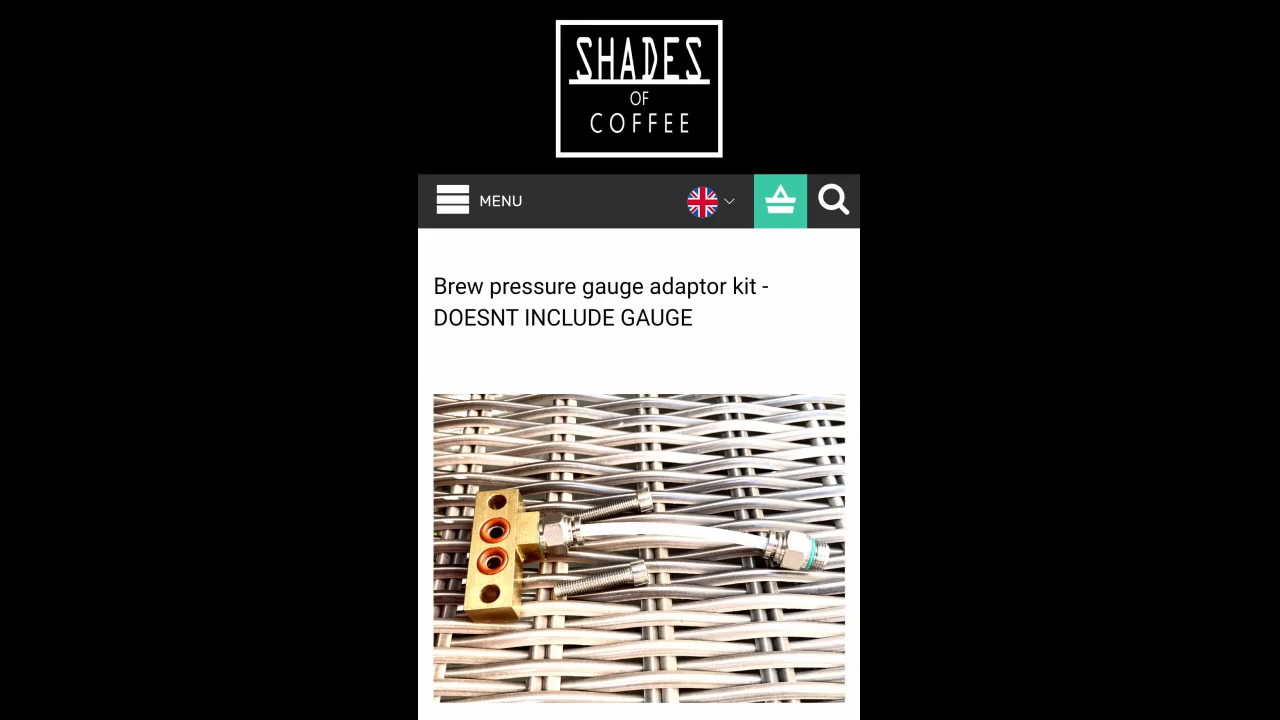 SHADES
OF
COFFEE
MENU
Brew pressure gauge adaptor kit -
DOESNT INCLUDE GAUGE